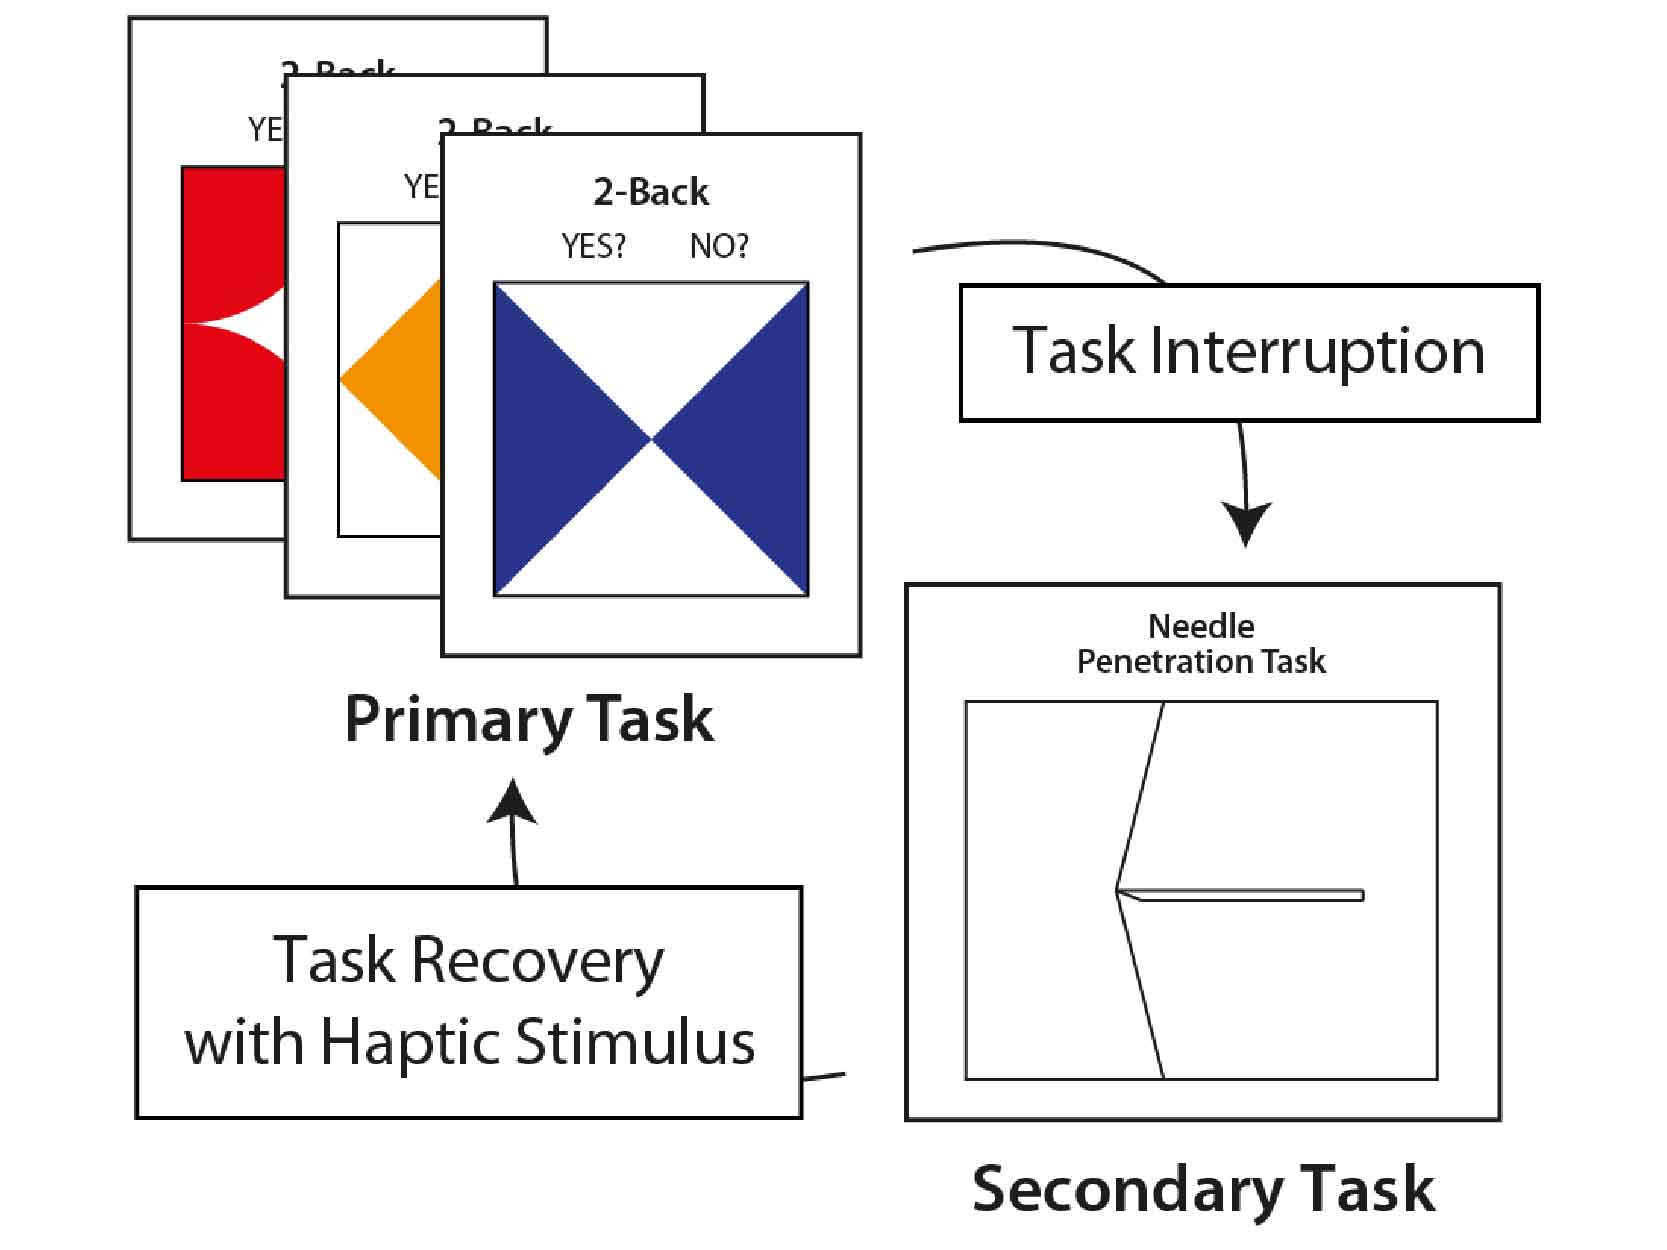 2-Back
YE
2-Back
YE
2-Back
YES? NO?
Task Interruption
Needle
Penetration Task
Primary Task
Task Recovery
with Haptic Stimulus
Secondary Task